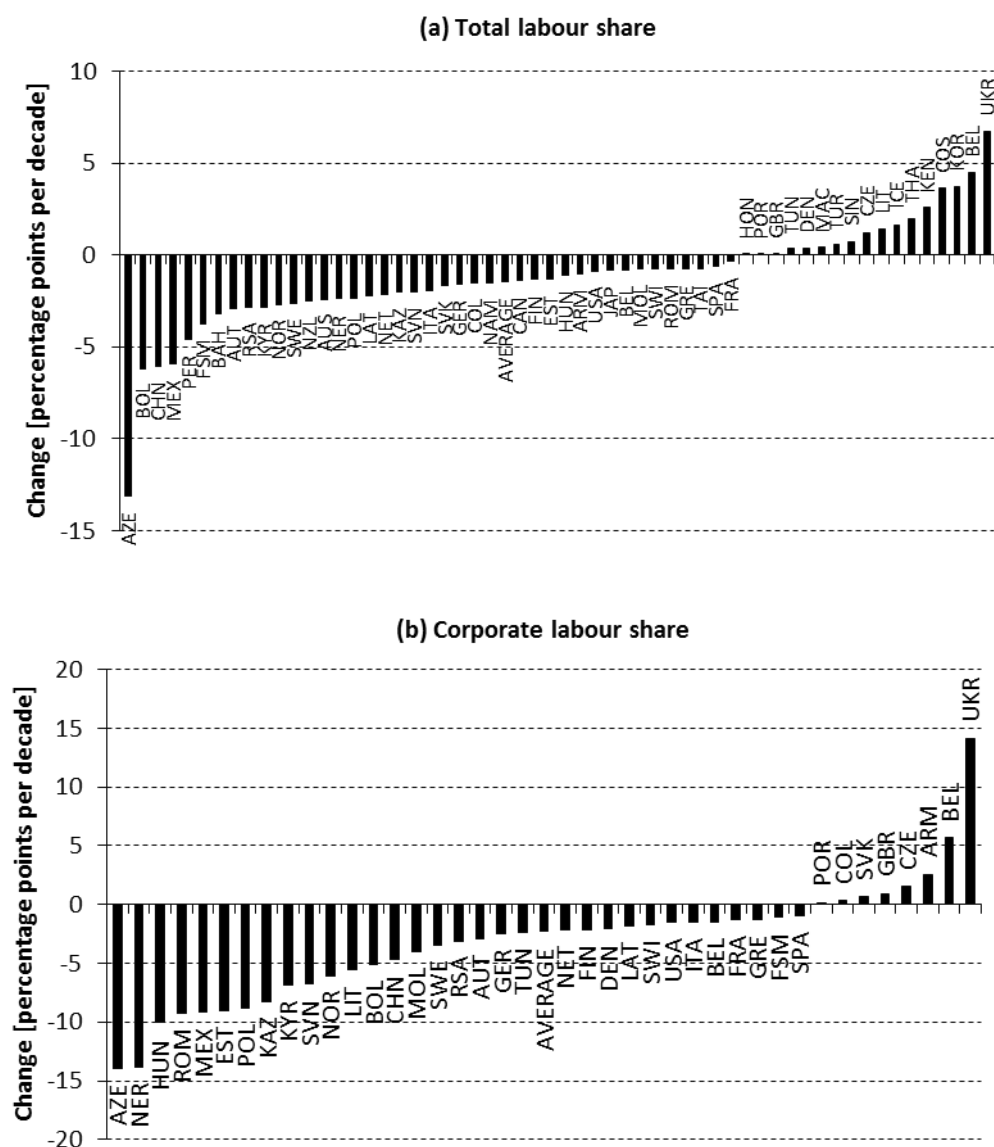 (a) Total labour share
Change [percentage points per decade]
10
5
0
-5
-10
-15
AZE
BOL
CHN
MEX
PER
FSM
BAH
AUT
RSA
KYR
NOR
SWE
NZL
AUS
NER
POL
LAT
NET
KAZ
SVN
ITA
SVK
GER
COL
NAM
AVERAGE
CAN
FIN
EST
HUN
ARM
USA
JAP
BEL
MOL
SWI
ROM
GRE
TAI
SPA
FRA
HON
POR
GBR
TUN
DEN
MAC
TUR
SIN
CZE
LIT
ICE
THA
KEN
COS
KOR
BEL
UKR
(b) Corporate labour share
Change [percentage points per decade]
20
15
10
5
0
-5
-10
-15
-20
AZE
NER
HUN
ROM
MEX
EST
POL
KAZ
KYR
SVN
NOR
LIT
BOL
CHN
MOL
SWE
RSA
AUT
GER
TUN
AVERAGE
NET
FIN
DEN
LAT
SWI
USA
ITA
BEL
FRA
GRE
FSM
SPA
POR
COL
SVK
GBR
CZE
ARM
BEL
UKR